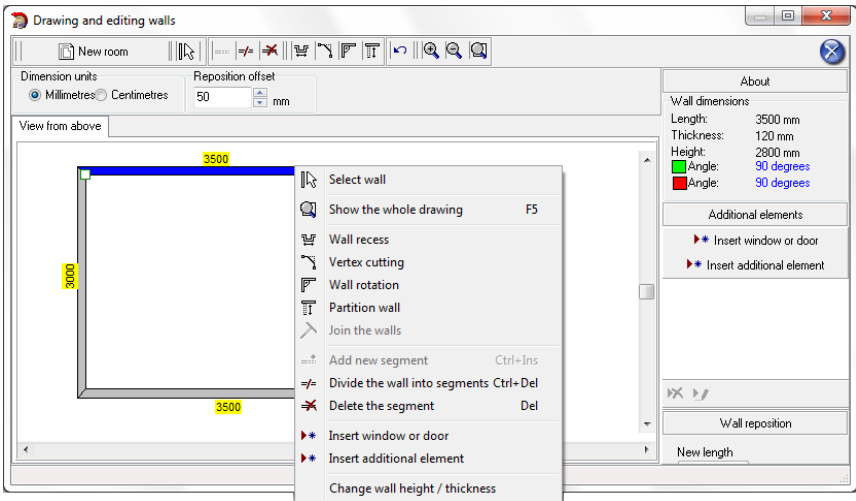 Drawing and editing walls
New room
Dimension units
Millimetres Centimetres
Reposition offset
50 mm
View from above
3500
3000
3500
Select wall
Show the whole drawing F5
Wall recess
Vertex cutting
Wall rotation
Partition wall
Join the walls
Add new segment Ctrl+Ins
Divide the wall into segments Ctrl+Del
Delete the segment Del
Insert window or door
Insert additional element
Change wall height / thickness
About
Wall dimensions
Length: 3500 mm
Thickness: 120 mm
Height: 2800 mm
Angle: 90 degrees
Angle: 90 degrees
Additional elements
Insert window or door
Insert additional element
Wall reposition
New length